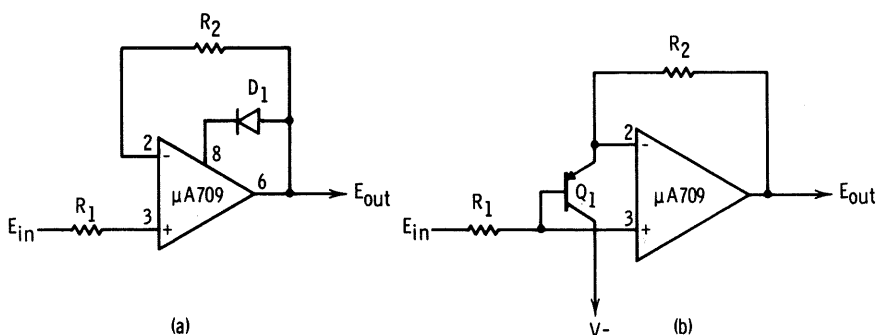 R2
D1
2
-
8
μA709
6
Eout
Ein
R1
3
+
(a)
R2
2
-
Q1
μA709
Eout
R1
Ein
3
+
V-
(b)